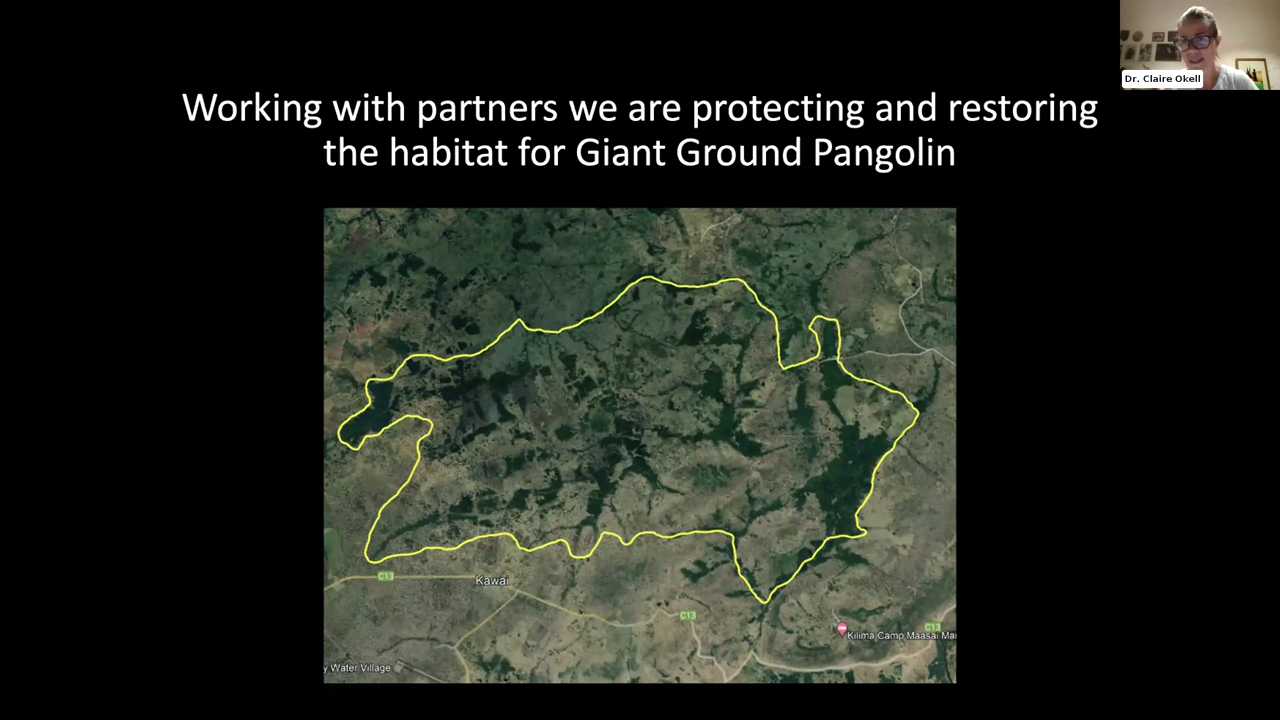 Dr. Claire Okell
Working with partners we are protecting and restoring
the habitat for Giant Ground Pangolin
C13
Kawai
C13
C13
Kilima Camp Maasai Mar
y Water Village